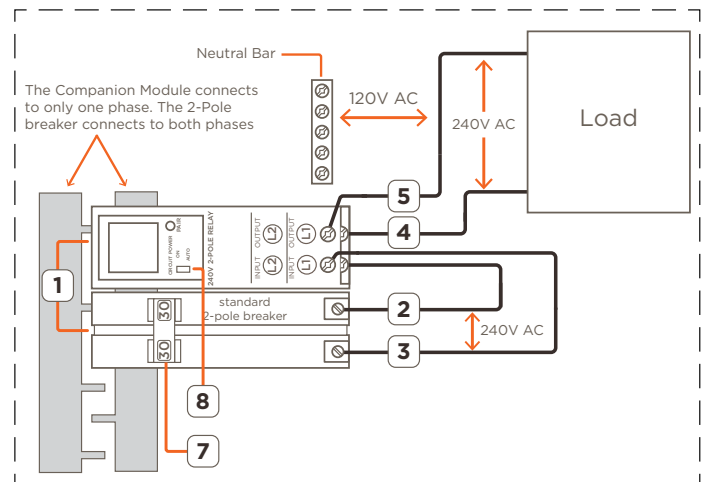 Neutral Bar
The Companion Module connects
to only one phase. The 2-Pole
breaker connects to both phases
120V AC
240V AC
Load
5
4
PAIR
CIRCUIT POWER
ON
AUTO
240V 2-POLE RELAY
OUTPUT
L2
OUTPUT
L1
INPUT
L2
INPUT
L1
1
30
standard
2-pole breaker
2
240V AC
30
3
8
7